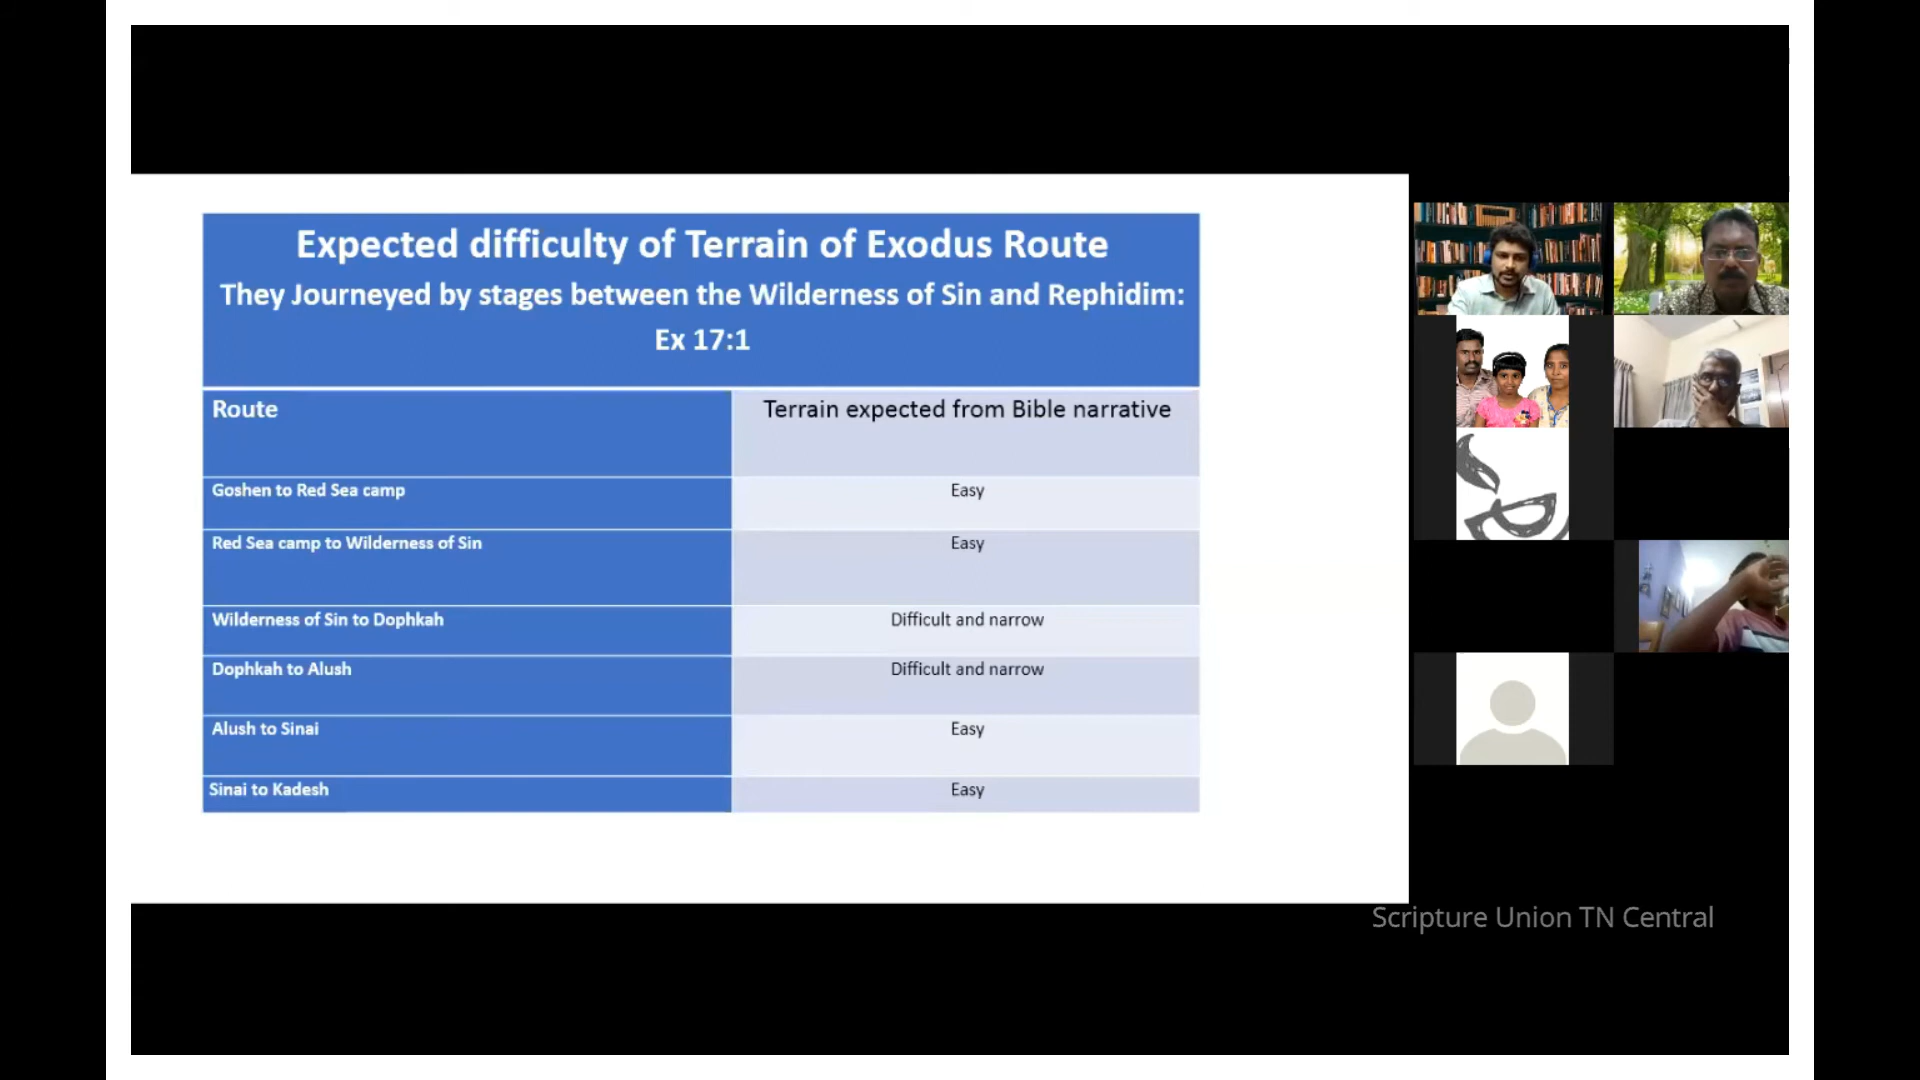 Expected difficulty of Terrain of Exodus Route
They Journeyed by stages between the Wilderness of Sin and Rephidim:
Ex 17:1
Route
Terrain expected from Bible narrative
Goshen to Red Sea camp
Easy
Red Sea camp to Wilderness of Sin
Easy
Wilderness of Sin to Dophkah
Difficult and narrow
Dophkah to Alush
Difficult and narrow
Alush to Sinai
Easy
Sinai to Kadesh
Easy
Scripture Union TN Central